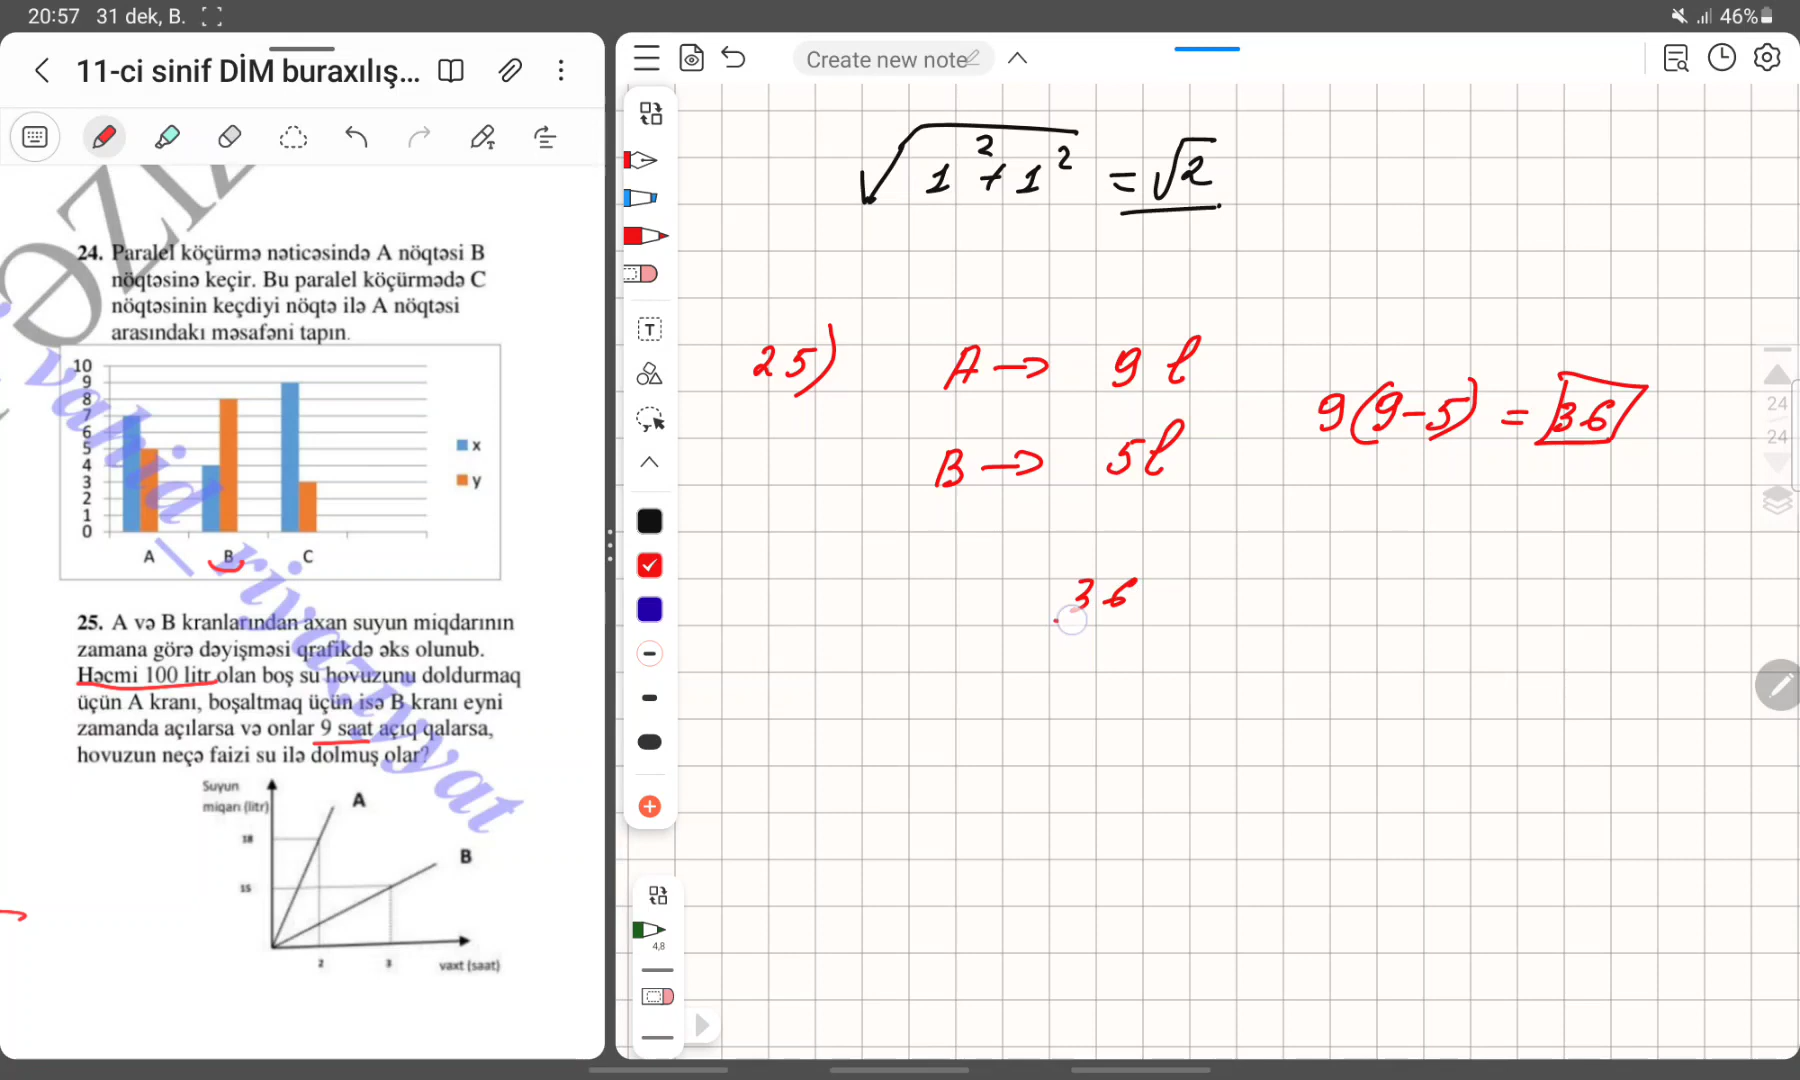 20:57 31 dek, B.
46%
11-ci sinif DİM buraxılış...
Create new note
ƏZİZ
vahid_riyaziyyat
24. Paralel köçürmə nəticəsində A nöqtəsi B
nöqtəsinə keçir. Bu paralel köçürmədə C
nöqtəsinin keçdiyi nöqtə ilə A nöqtəsi
arasındakı məsafəni tapın.
10
9
8
7
6
5
4
3
2
1
0
A B C
x
y
25. A və B kranlarından axan suyun miqdarının
zamana görə dəyişməsi qrafikdə əks olunub.
Həcmi 100 litr olan boş su hovuzunu doldurmaq
üçün A kranı, boşaltmaq üçün isə B kranı eyni
zamanda açılarsa və onlar 9 saat açıq qalarsa,
hovuzun neçə faizi su ilə dolmuş olar?
Suyun
miqarı (litr)
A
18
B
15
2 3 vaxt (saat)
T
4,8
√1²+1² = √2
25) A → 9 l
B → 5 l
9(9-5) = 36
36
24
24